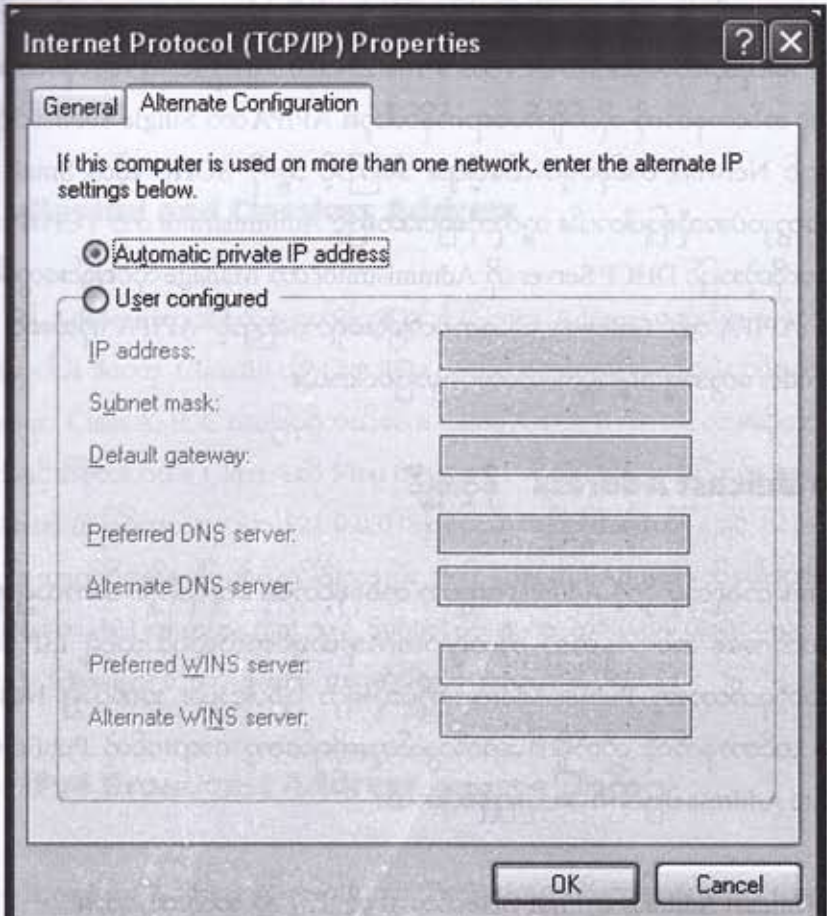 Internet Protocol (TCP/IP) Properties
General Alternate Configuration
If this computer is used on more than one network, enter the alternate IP
settings below.
Automatic private IP address
User configured
IP address:
Subnet mask:
Default gateway:
Preferred DNS server:
Alternate DNS server:
Preferred WINS server:
Alternate WINS server:
OK Cancel